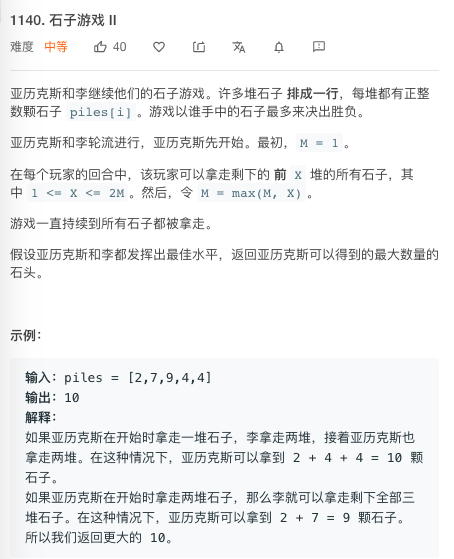 1140. 石子游戏 II
难度 中等 40
亚历克斯和李继续他们的石子游戏。许多堆石子 排成一行，每堆都有正整
数颗石子 piles[i] 。游戏以谁手中的石子最多来决出胜负。
亚历克斯和李轮流进行，亚历克斯先开始。最初， M = 1 。
在每个玩家的回合中，该玩家可以拿走剩下的 前 X 堆的所有石子，其
中 1 <= X <= 2M 。然后，令 M = max(M, X) 。
游戏一直持续到所有石子都被拿走。
假设亚历克斯和李都发挥出最佳水平，返回亚历克斯可以得到的最大数量的
石头。
示例：
输入：piles = [2,7,9,4,4]
输出：10
解释：
如果亚历克斯在开始时拿走一堆石子，李拿走两堆，接着亚历克斯也
拿走两堆。在这种情况下，亚历克斯可以拿到 2 + 4 + 4 = 10 颗
石子。
如果亚历克斯在开始时拿走两堆石子，那么李就可以拿走剩下全部三
堆石子。在这种情况下，亚历克斯可以拿到 2 + 7 = 9 颗石子。
所以我们返回更大的 10。